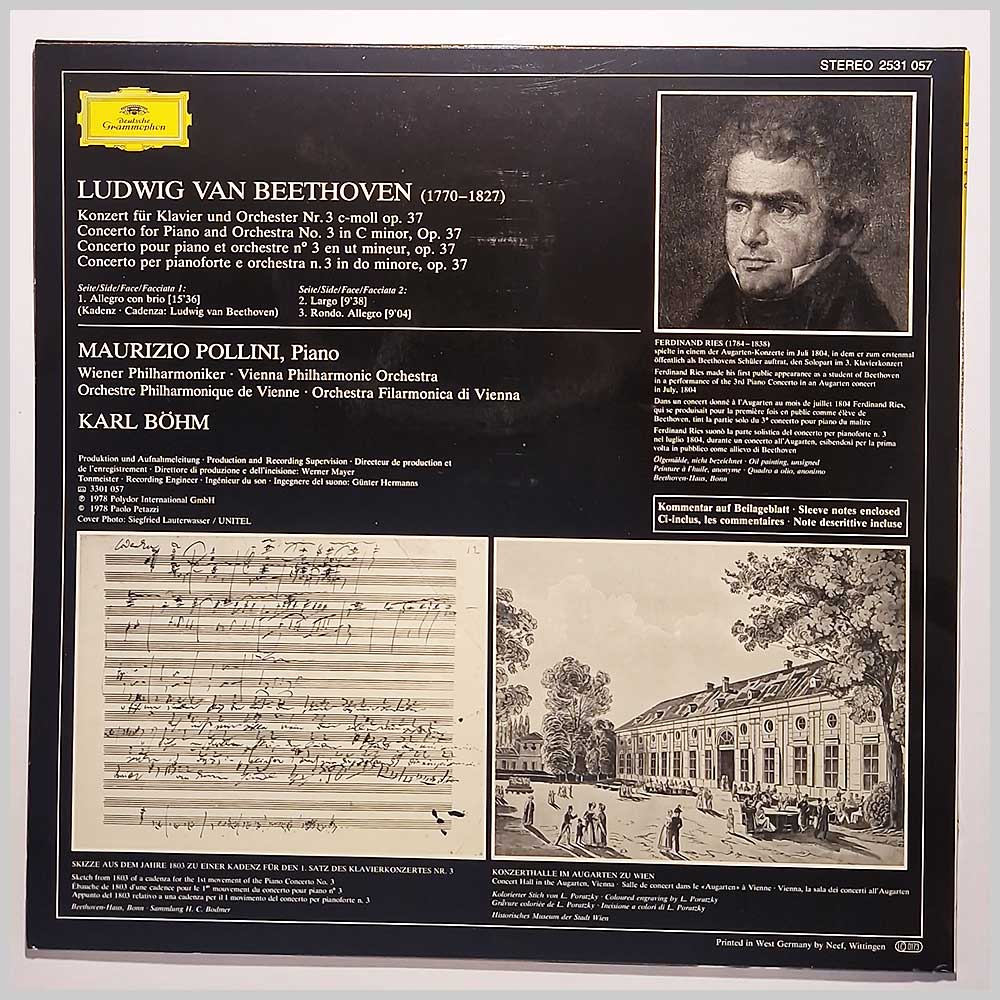 STEREO 2531 057
Deutsche
Grammophon
LUDWIG VAN BEETHOVEN (1770–1827)
Konzert für Klavier und Orchester Nr. 3 c-moll op. 37
Concerto for Piano and Orchestra No. 3 in C minor, Op. 37
Concerto pour piano et orchestre n° 3 en ut mineur, op. 37
Concerto per pianoforte e orchestra n. 3 in do minore, op. 37
Seite/Side/Face/Facciata 1:
1. Allegro con brio [15'36]
(Kadenz · Cadenza: Ludwig van Beethoven)
Seite/Side/Face/Facciata 2:
2. Largo [9'38]
3. Rondo. Allegro [9'04]
MAURIZIO POLLINI, Piano
Wiener Philharmoniker · Vienna Philharmonic Orchestra
Orchestre Philharmonique de Vienne · Orchestra Filarmonica di Vienna
KARL BÖHM
Produktion und Aufnahmeleitung · Production and Recording Supervision · Directeur de production et
de l'enregistrement · Direttore di produzione e dell'incisione: Werner Mayer
Tonmeister · Recording Engineer · Ingénieur du son · Ingegnere del suono: Günter Hermanns
3301 057
℗ 1978 Polydor International GmbH
© 1978 Paolo Petazzi
Cover Photo: Siegfried Lauterwasser / UNITEL
FERDINAND RIES (1784–1838)
spielte in einem der Augarten-Konzerte im Juli 1804, in dem er zum erstenmal
öffentlich als Beethovens Schüler auftrat, den Solopart im 3. Klavierkonzert
Ferdinand Ries made his first public appearance as a student of Beethoven
in a performance of the 3rd Piano Concerto in an Augarten concert
in July, 1804
Dans un concert donné à l'Augarten au mois de juillet 1804 Ferdinand Ries,
qui se produisait pour la première fois en public comme élève de
Beethoven, tint la partie solo du 3e concerto pour piano du maître
Ferdinand Ries suonò la parte solistica del concerto per pianoforte n. 3
nel luglio 1804, durante un concerto all'Augarten, esibendosi per la prima
volta in pubblico come allievo di Beethoven
Ölgemälde, nicht bezeichnet · Oil painting, unsigned
Peinture à l'huile, anonyme · Quadro a olio, anonimo
Beethoven-Haus, Bonn
Kommentar auf Beilageblatt · Sleeve notes enclosed
Ci-inclus, les commentaires · Note descrittive incluse
12
SKIZZE AUS DEM JAHRE 1803 ZU EINER KADENZ FÜR DEN 1. SATZ DES KLAVIERKONZERTES NR. 3
Sketch from 1803 of a cadenza for the 1st movement of the Piano Concerto No. 3
Ébauche de 1803 d'une cadence pour le 1er mouvement du concerto pour piano n° 3
Appunto del 1803 relativo a una cadenza per il I movimento del concerto per pianoforte n. 3
Beethoven-Haus, Bonn · Sammlung H. C. Bodmer
KONZERTHALLE IM AUGARTEN ZU WIEN
Concert Hall in the Augarten, Vienna · Salle de concert dans le «Augarten» à Vienne · Vienna, la sala dei concerti all'Augarten
Kolorierter Stich von L. Poratzky · Coloured engraving by L. Poratzky
Gravure coloriée de L. Poratzky · Incisione a colori di L. Poratzky
Historisches Museum der Stadt Wien
Printed in West Germany by Neef, Wittingen